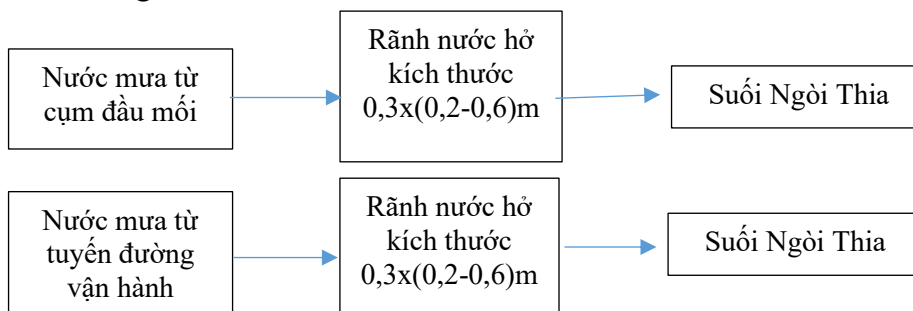 Nước mưa từ
cụm đầu mối
Rãnh nước hở
kích thước
0,3x(0,2-0,6)m
Suối Ngòi Thia
Nước mưa từ
tuyến đường
vận hành
Rãnh nước hở
kích thước
0,3x(0,2-0,6)m
Suối Ngòi Thia